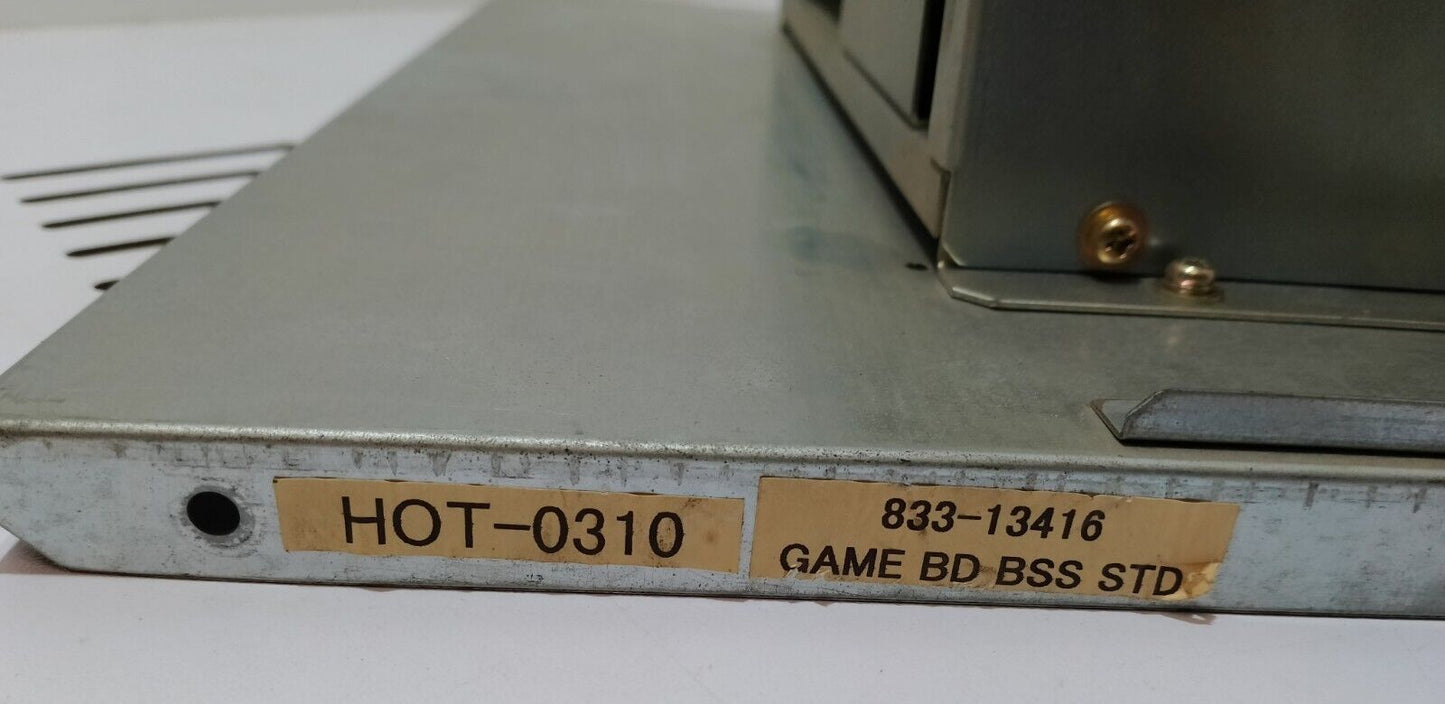 HOT-0310
833-13416
GAME BD BSS STD